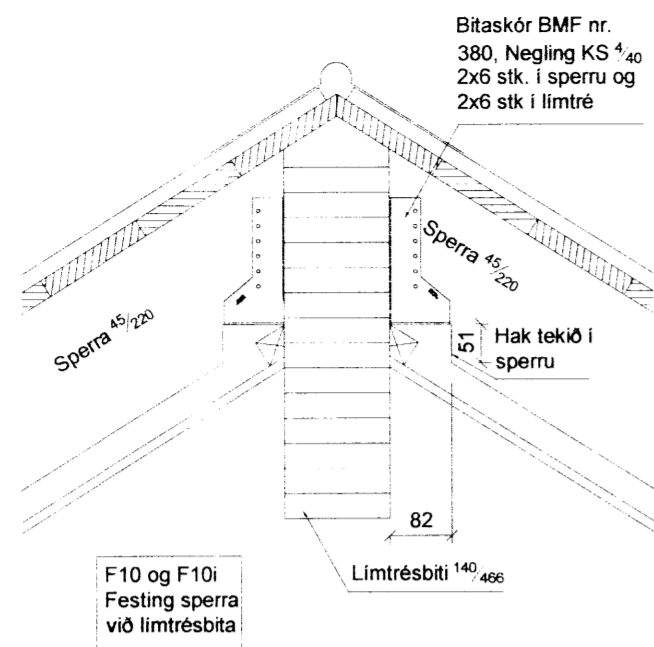 Bitaskór BMF nr.
380, Negling KS 4/40
2x6 stk. í sperru og
2x6 stk í límtré
Sperra 45/220
Sperra 45/220
51
Hak tekið í
sperru
82
Límtrésbiti 140/466
F10 og F10i
Festing sperra
við límtrésbita